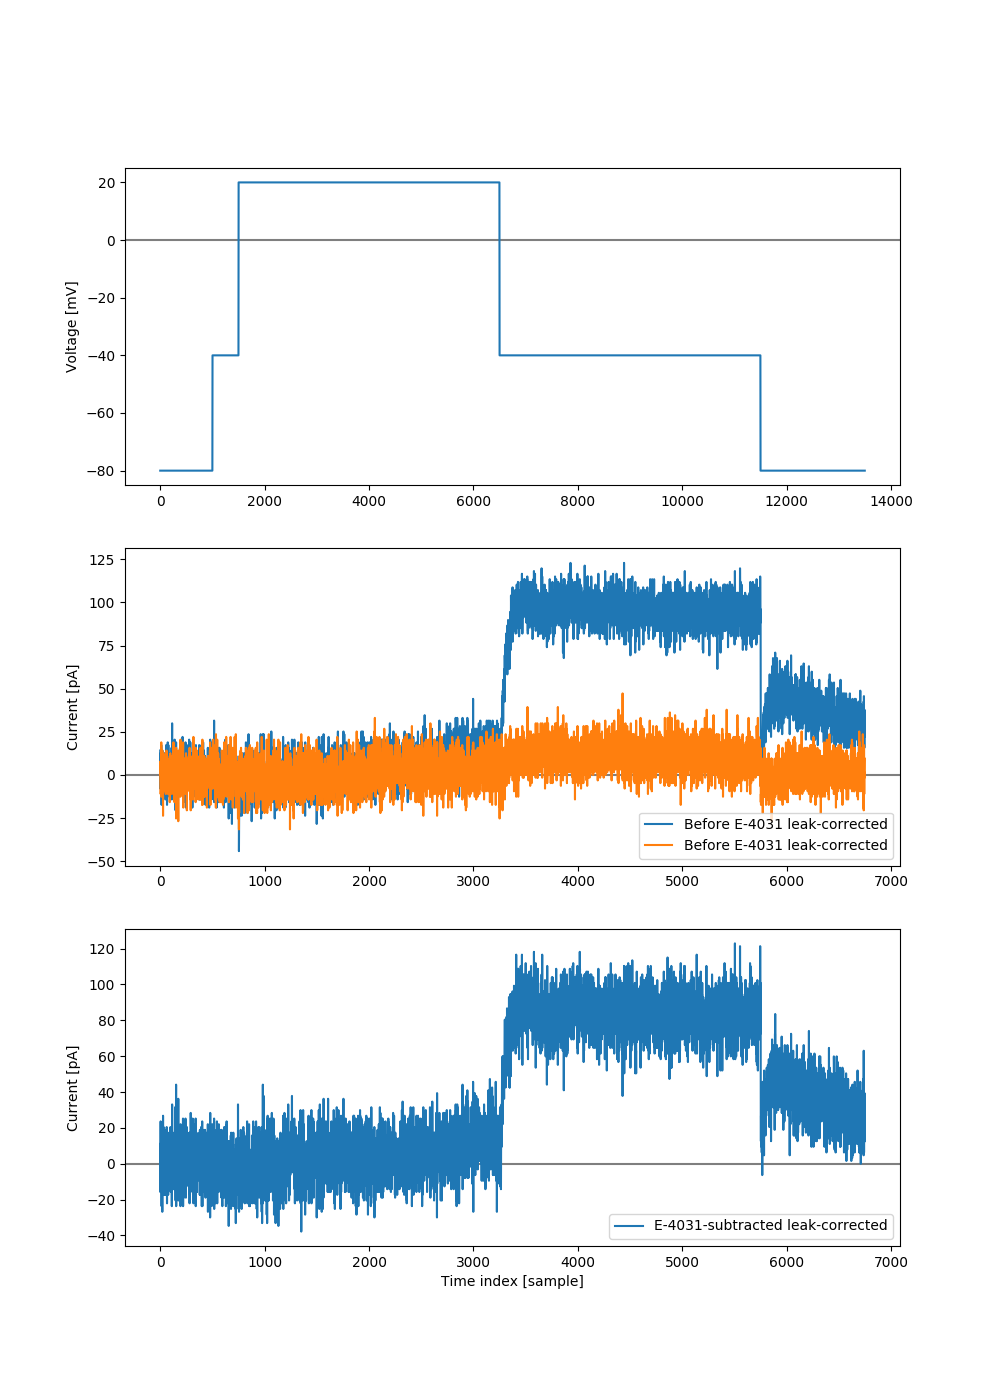 20
0
−20
−40
−60
−80
Voltage [mV]
0 2000 4000 6000 8000 10000 12000 14000
125
100
75
50
25
0
−25
−50
Current [pA]
Before E-4031 leak-corrected
Before E-4031 leak-corrected
0 1000 2000 3000 4000 5000 6000 7000
120
100
80
60
40
20
0
−20
−40
Current [pA]
E-4031-subtracted leak-corrected
0 1000 2000 3000 4000 5000 6000 7000
Time index [sample]